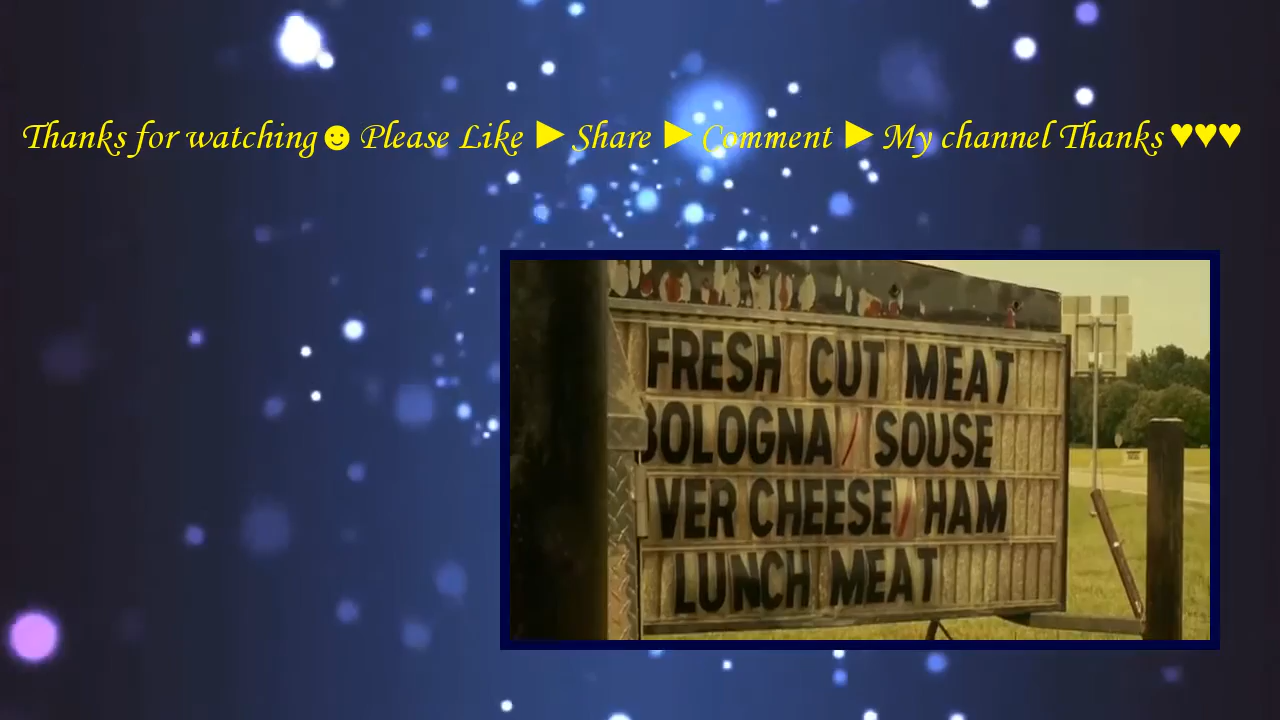 Thanks for watching☻Please Like ► Share ► Comment ► My channel Thanks ♥♥♥
FRESH CUT MEAT
BOLOGNA / SOUSE
VER CHEESE / HAM
LUNCH MEAT